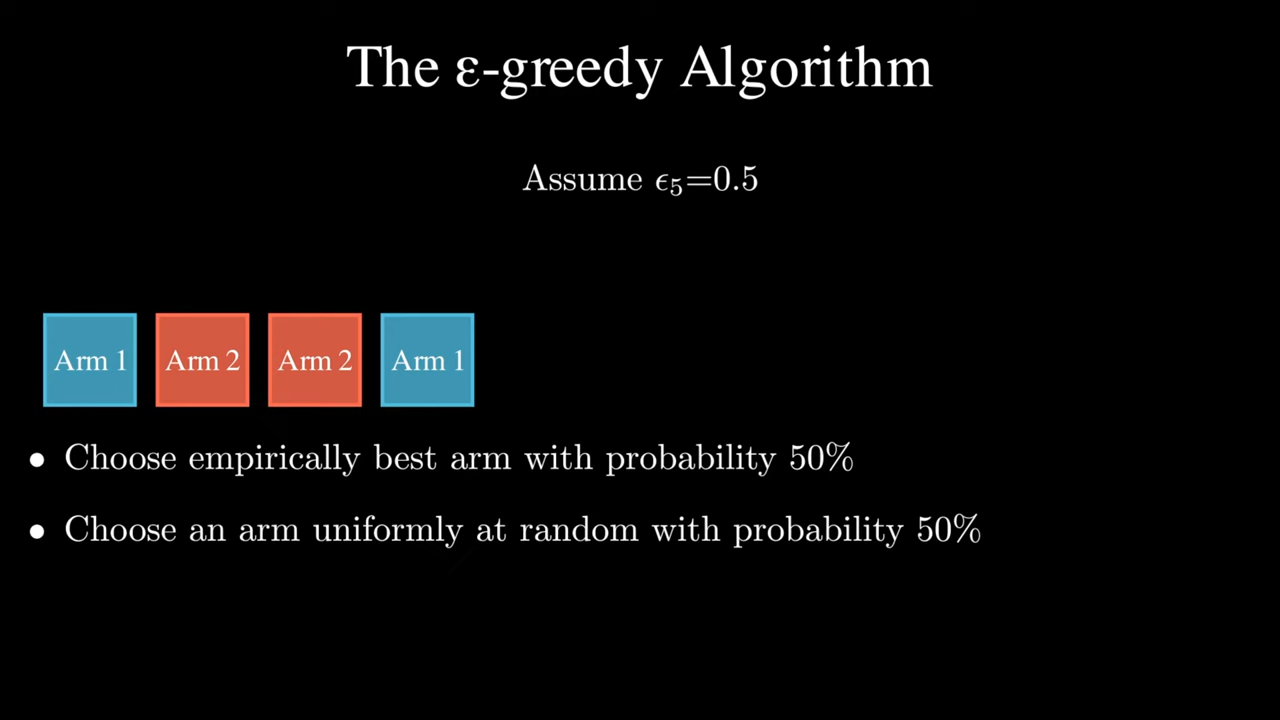 The ε-greedy Algorithm
Assume ϵ₅=0.5
Arm 1 Arm 2 Arm 2 Arm 1
• Choose empirically best arm with probability 50%
• Choose an arm uniformly at random with probability 50%